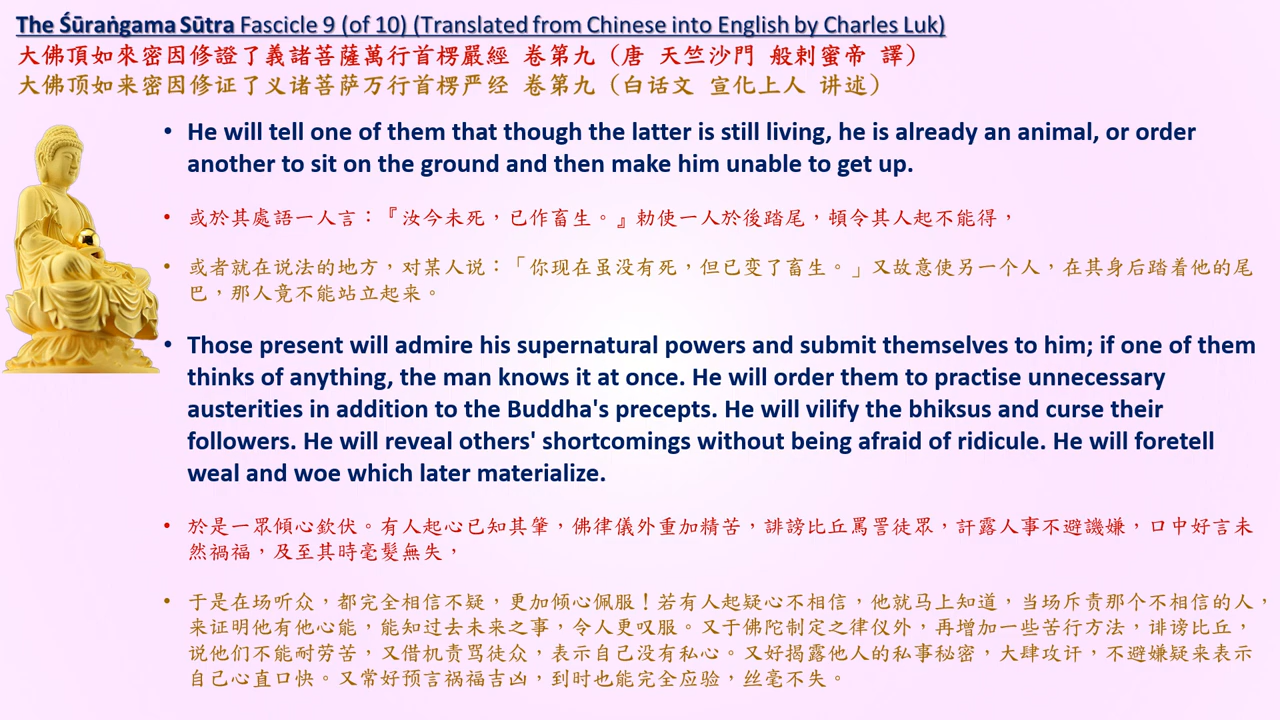 The Śūraṅgama Sūtra Fascicle 9 (of 10) (Translated from Chinese into English by Charles Luk)
大佛頂如來密因修證了義諸菩薩萬行首楞嚴經 卷第九（唐 天竺沙門 般剌蜜帝 譯）
大佛顶如来密因修证了义诸菩萨万行首楞严经 卷第九（白话文 宣化上人 讲述）
• He will tell one of them that though the latter is still living, he is already an animal, or order
another to sit on the ground and then make him unable to get up.
• 或於其處語一人言：『汝今未死，已作畜生。』勅使一人於後踏尾，頓令其人起不能得，
• 或者就在说法的地方，对某人说：「你现在虽没有死，但已变了畜生。」又故意使另一个人，在其身后踏着他的尾
巴，那人竟不能站立起来。
• Those present will admire his supernatural powers and submit themselves to him; if one of them
thinks of anything, the man knows it at once. He will order them to practise unnecessary
austerities in addition to the Buddha's precepts. He will vilify the bhiksus and curse their
followers. He will reveal others' shortcomings without being afraid of ridicule. He will foretell
weal and woe which later materialize.
• 於是一眾傾心欽伏。有人起心已知其肇，佛律儀外重加精苦，誹謗比丘罵詈徒眾，訐露人事不避譏嫌，口中好言未
然禍福，及至其時毫髮無失，
• 于是在场听众，都完全相信不疑，更加倾心佩服！若有人起疑心不相信，他就马上知道，当场斥责那个不相信的人，
来证明他有他心能，能知过去未来之事，令人更叹服。又于佛陀制定之律仪外，再增加一些苦行方法，诽谤比丘，
说他们不能耐劳苦，又借机责骂徒众，表示自己没有私心。又好揭露他人的私事秘密，大肆攻讦，不避嫌疑来表示
自己心直口快。又常好预言祸福吉凶，到时也能完全应验，丝毫不失。